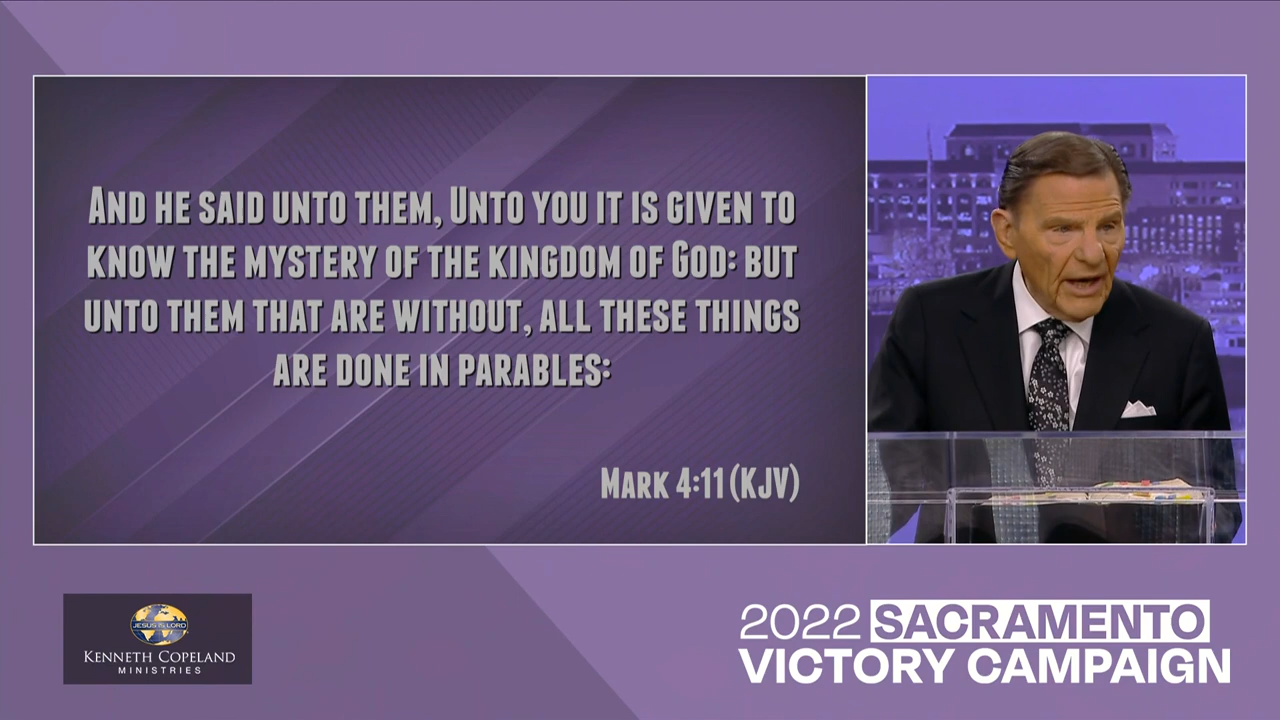 And he said unto them, Unto you it is given to
know the mystery of the kingdom of God: but
unto them that are without, all these things
are done in parables:
Mark 4:11 (KJV)
JESUS IS LORD
Kenneth Copeland
MINISTRIES
2022 SACRAMENTO
VICTORY CAMPAIGN